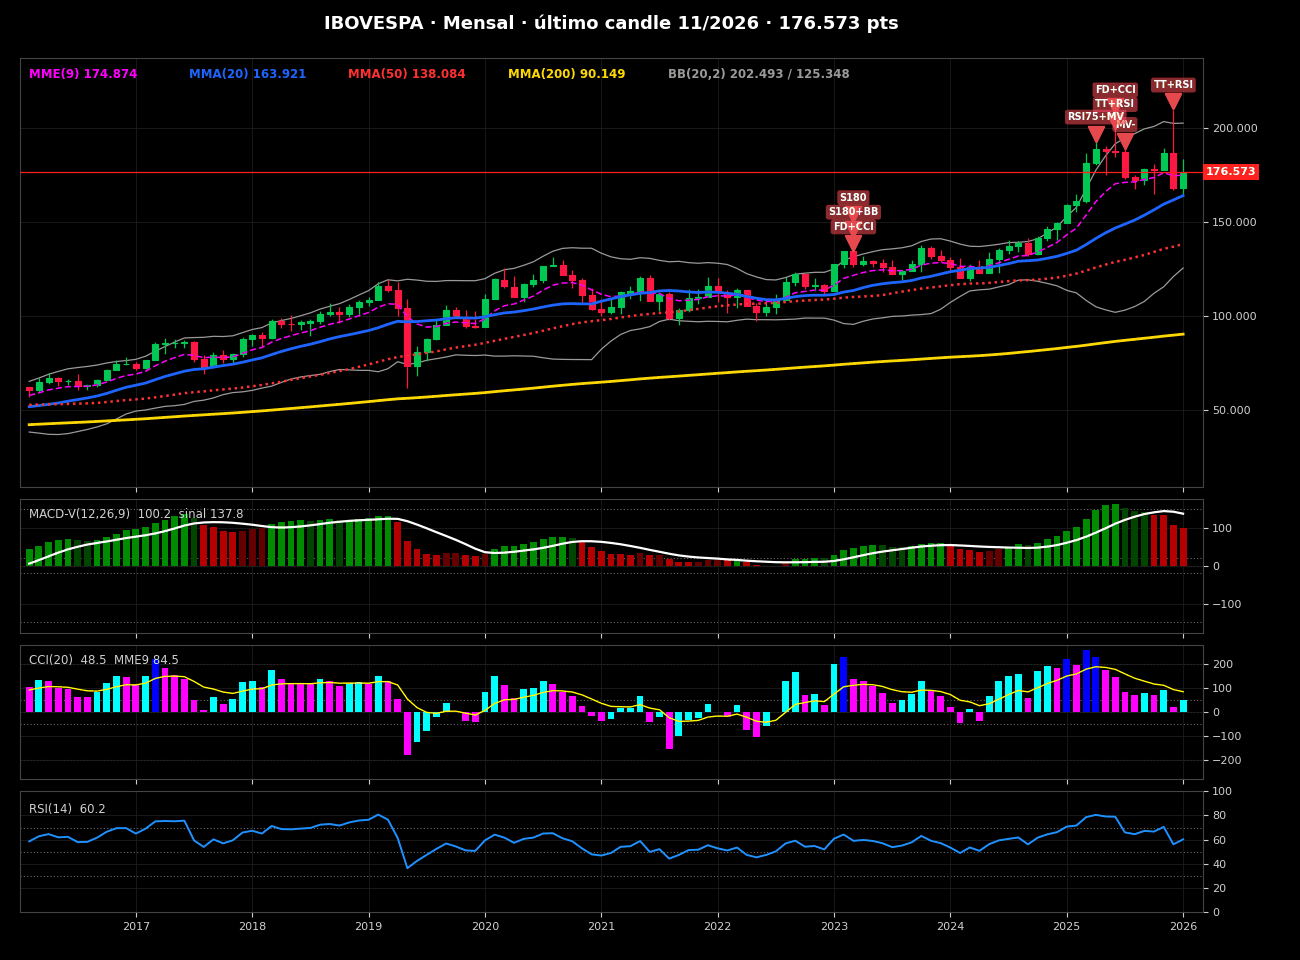 IBOVESPA · Mensal · último candle 11/2026 · 176.573 pts
MME(9) 174.874 MMA(20) 163.921 MMA(50) 138.084 MMA(200) 90.149 BB(20,2) 202.493 / 125.348
TT+RSI
FD+CCI
TT+RSI
RSI75+MV
MV-
S180
S180+BB
FD+CCI
200.000
176.573
150.000
100.000
50.000
MACD-V(12,26,9) 100.2 sinal 137.8
100
0
−100
CCI(20) 48.5 MME9 84.5
200
100
0
−100
−200
RSI(14) 60.2
100
80
60
40
20
0
2017 2018 2019 2020 2021 2022 2023 2024 2025 2026